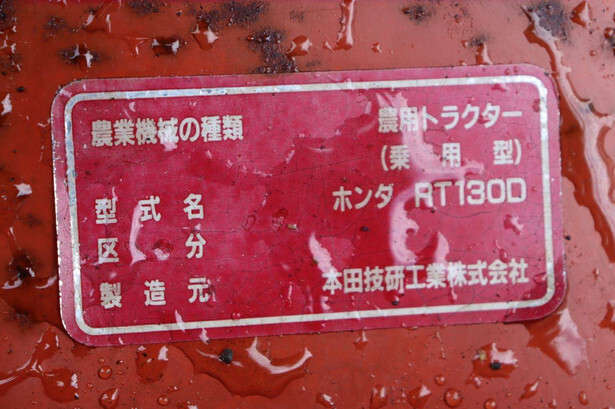 農業機械の種類 農用トラクター
(乗用型)
型式名 ホンダ RT130D
区分
製造元 本田技研工業株式会社